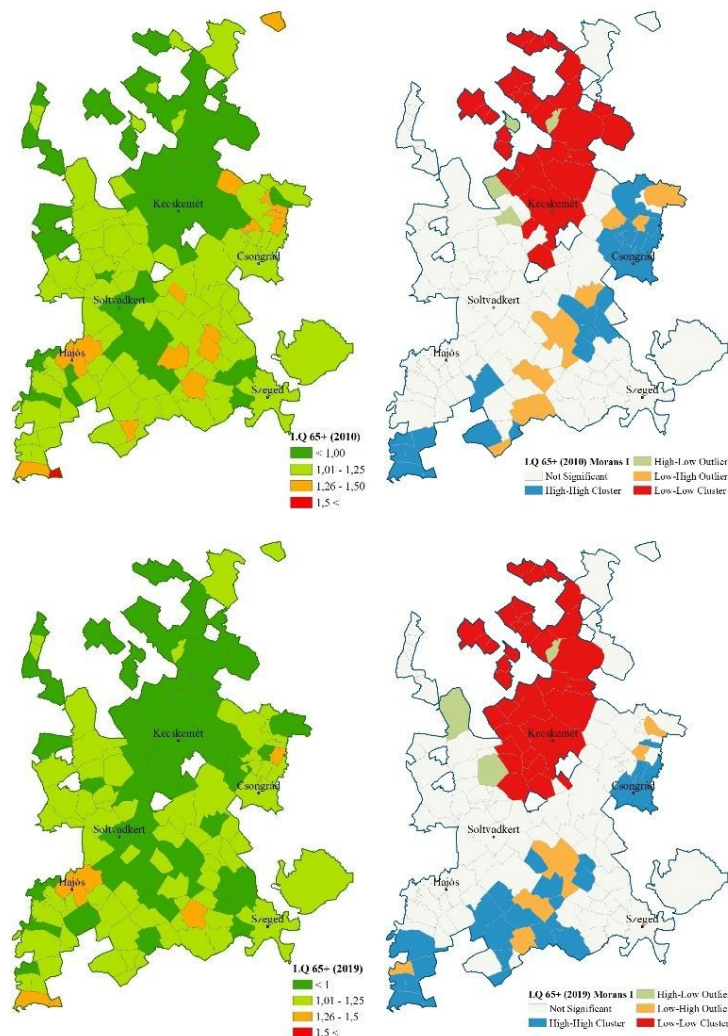 Kecskemét
Csongrád
Soltvadkert
Hajós
Szeged
LQ 65+ (2010)
< 1,00
1,01 - 1,25
1,26 - 1,50
1,5 <
Kecskemét
Csongrád
Soltvadkert
Hajós
Szeged
LQ 65+ (2010) Morans I
Not Significant
High-High Cluster
High-Low Outlier
Low-High Outlier
Low-Low Cluster
Kecskemét
Csongrád
Soltvadkert
Hajós
Szeged
LQ 65+ (2019)
< 1
1,01 - 1,25
1,26 - 1,5
1,5 <
Kecskemét
Csongrád
Soltvadkert
Hajós
Szeged
LQ 65+ (2019) Morans I
Not Significant
High-High Cluster
High-Low Outlier
Low-High Outlier
Low-Low Cluster